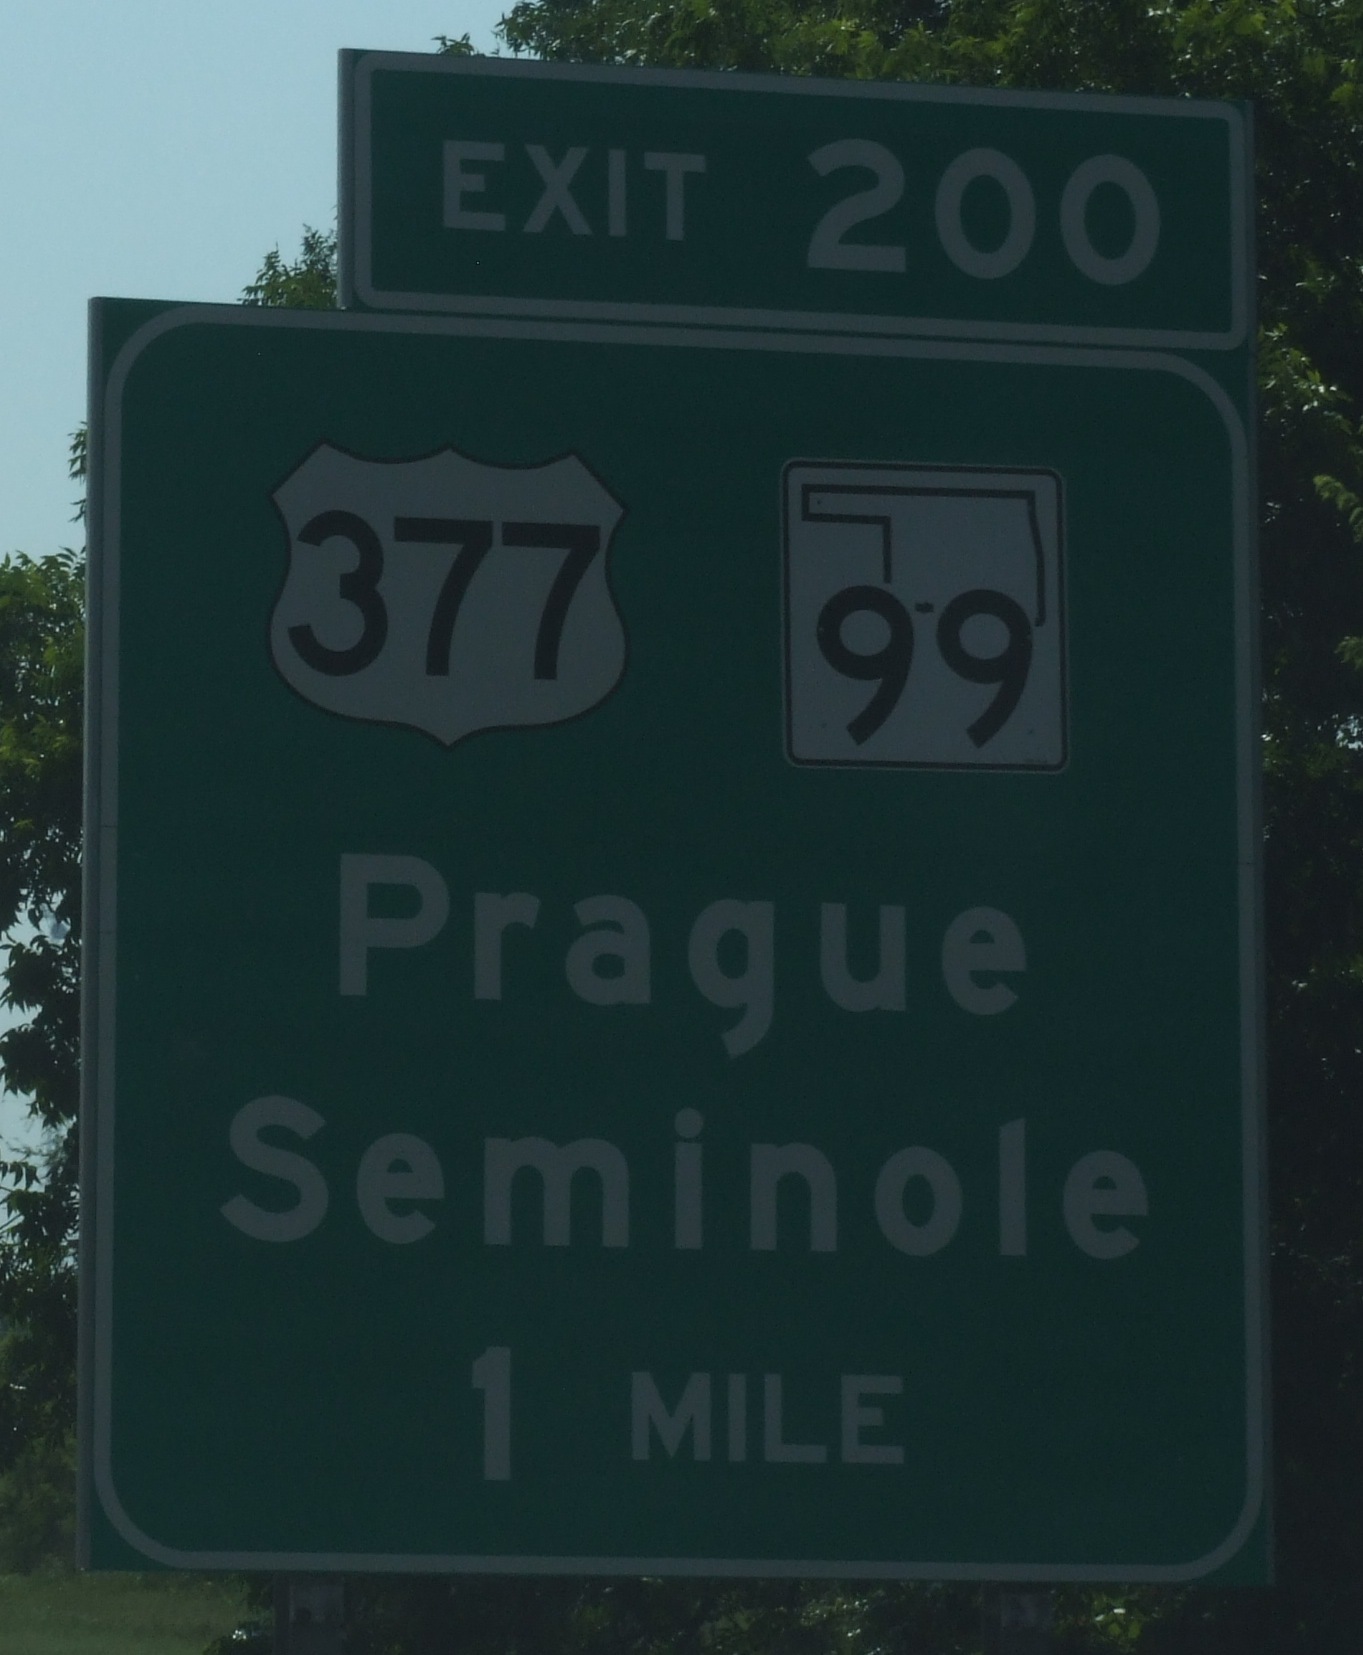 EXIT 200
377 99
Prague
Seminole
1 MILE